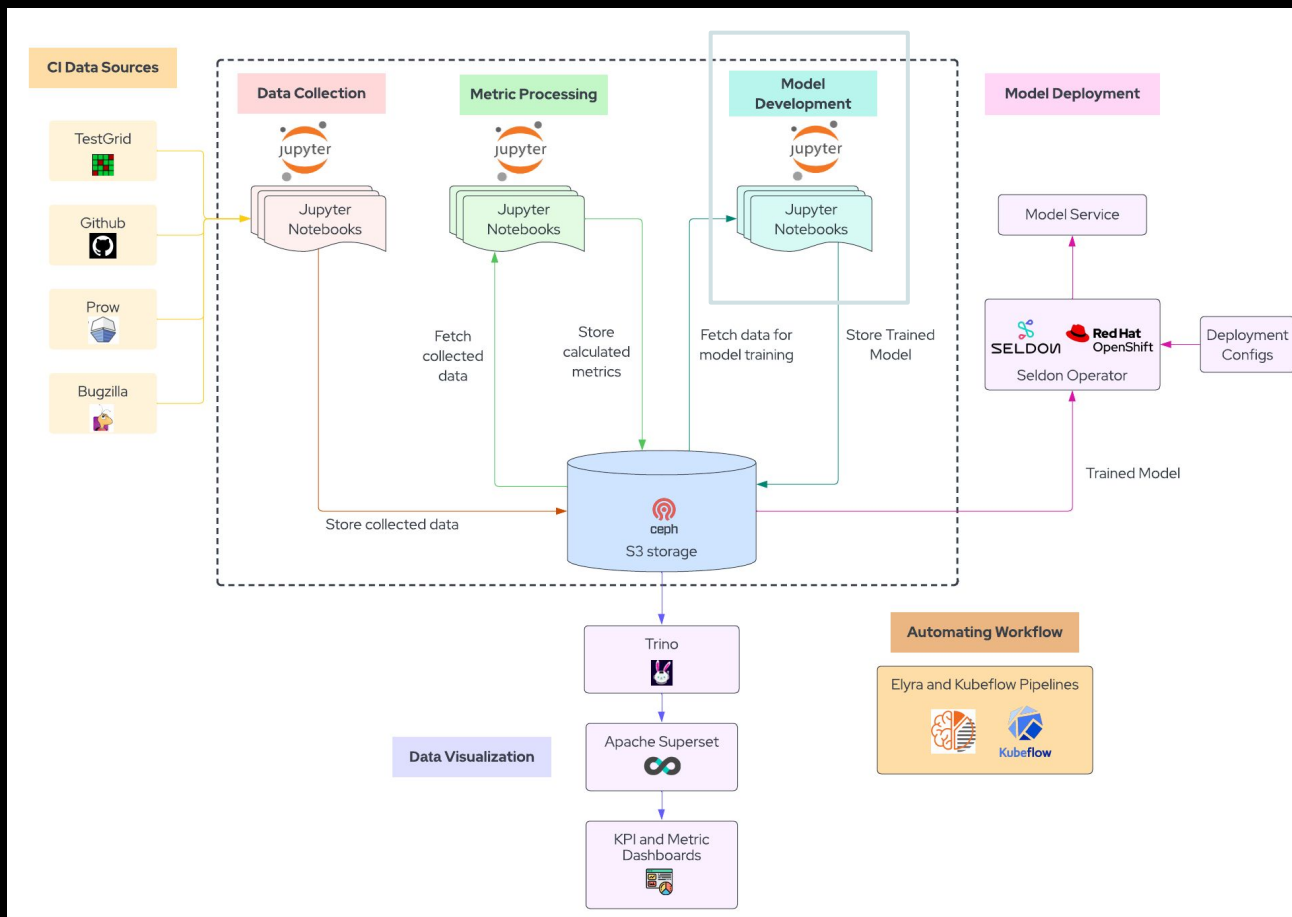 CI Data Sources
TestGrid
Github
Prow
Bugzilla
Data Collection
jupyter
Jupyter
Notebooks
Metric Processing
jupyter
Jupyter
Notebooks
Model
Development
jupyter
Jupyter
Notebooks
Model Deployment
Model Service
SELDON
Red Hat
OpenShift
Seldon Operator
Deployment
Configs
Fetch
collected
data
Store
calculated
metrics
Fetch data for
model training
Store Trained
Model
Store collected data
ceph
S3 storage
Trained Model
Trino
Data Visualization
Apache Superset
KPI and Metric
Dashboards
Automating Workflow
Elyra and Kubeflow Pipelines
Kubeflow